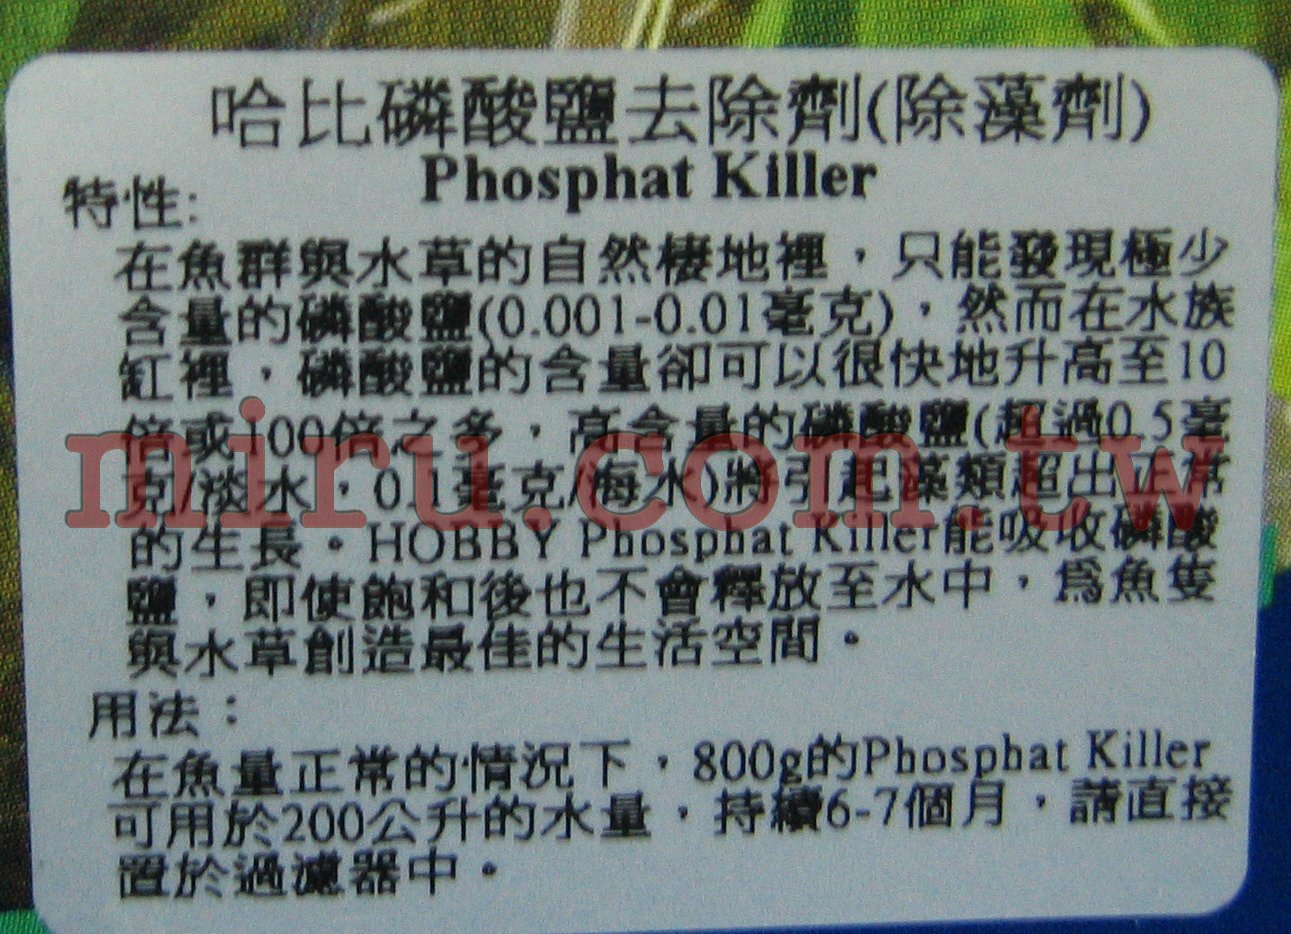 哈比磷酸鹽去除劑(除藻劑)
Phosphat Killer
特性:
在魚群與水草的自然棲地裡，只能發現極少
含量的磷酸鹽(0.001-0.01毫克)，然而在水族
缸裡，磷酸鹽的含量卻可以很快地升高至10
倍或100倍之多，高含量的磷酸鹽(超過0.5毫
克/淡水，0.1毫克/海水)將引起藻類超出正常
的生長。HOBBY Phosphat Killer能吸收磷酸
鹽，即使飽和後也不會釋放至水中，為魚隻
與水草創造最佳的生活空間。
用法：
在魚量正常的情況下，800g的Phosphat Killer
可用於200公升的水量，持續6-7個月，請直接
置於過濾器中。
miru.com.tw